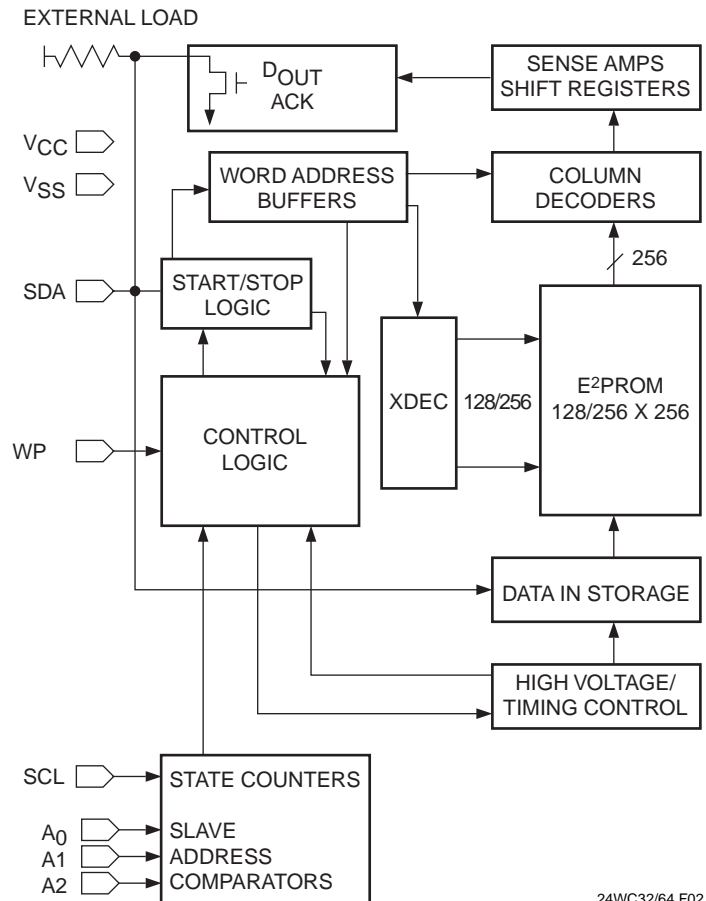 EXTERNAL LOAD
DOUT
ACK
SENSE AMPS
SHIFT REGISTERS
VCC
VSS
WORD ADDRESS
BUFFERS
COLUMN
DECODERS
256
SDA
START/STOP
LOGIC
XDEC
128/256
E²PROM
128/256 X 256
WP
CONTROL
LOGIC
DATA IN STORAGE
HIGH VOLTAGE/
TIMING CONTROL
SCL
STATE COUNTERS
A0
SLAVE
A1
ADDRESS
A2
COMPARATORS
24WC32/64 F02